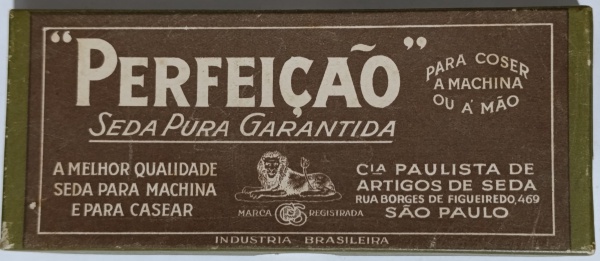 "PERFEIÇÃO"
SEDA PURA GARANTIDA
PARA COSER
A MACHINA
OU A' MÃO
A MELHOR QUALIDADE
SEDA PARA MACHINA
E PARA CASEAR
MARCA REGISTRADA
CIA PAULISTA DE
ARTIGOS DE SEDA
RUA BORGES DE FIGUEIREDO, 469
SÃO PAULO
INDUSTRIA BRASILEIRA